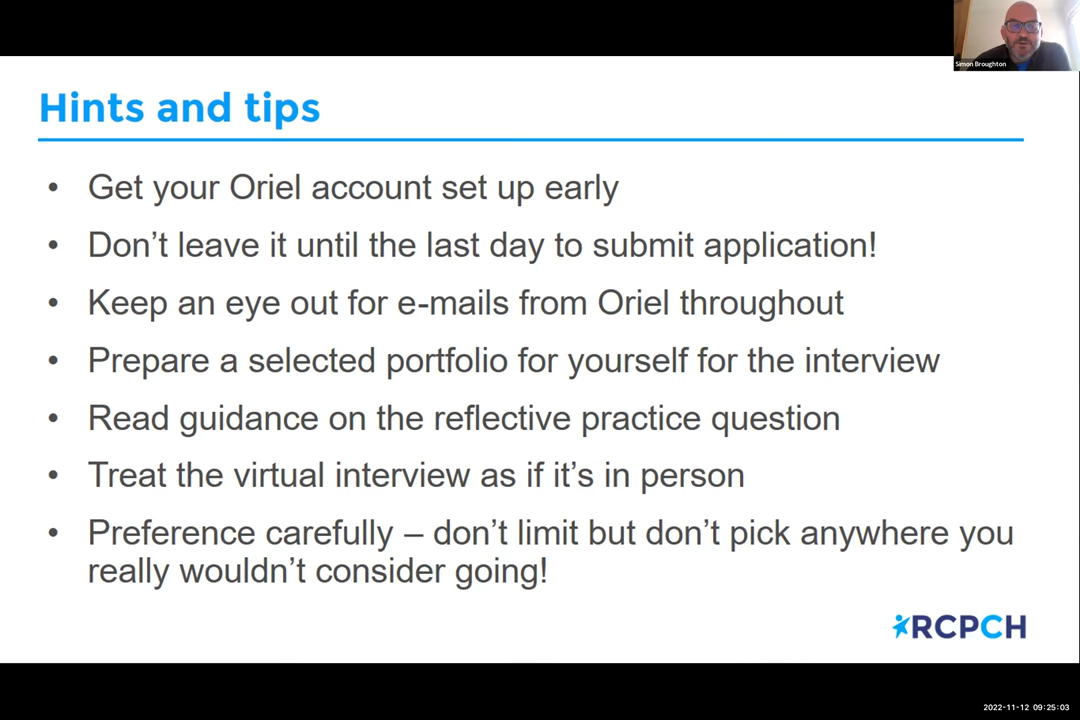 Simon Broughton
Hints and tips
• Get your Oriel account set up early
• Don’t leave it until the last day to submit application!
• Keep an eye out for e-mails from Oriel throughout
• Prepare a selected portfolio for yourself for the interview
• Read guidance on the reflective practice question
• Treat the virtual interview as if it’s in person
• Preference carefully – don’t limit but don’t pick anywhere you
really wouldn’t consider going!
RCPCH
2022-11-12 09:25:03